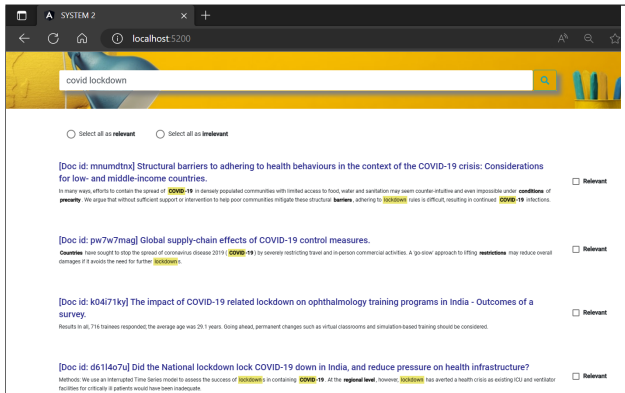 SYSTEM 2
localhost:5200
covid lockdown
Select all as relevant Select all as irrelevant
[Doc id: mnumdtnx] Structural barriers to adhering to health behaviours in the context of the COVID-19 crisis: Considerations
for low- and middle-income countries.
Relevant
In many ways, efforts to contain the spread of COVID-19 in densely populated communities with limited access to food, water and sanitation may seem counter-intuitive and even impossible under conditions of
precarity. We argue that without sufficient support or intervention to help poor communities mitigate these structural barriers, adhering to lockdown rules is difficult, resulting in continued COVID-19 infections.
[Doc id: pw7w7mag] Global supply-chain effects of COVID-19 control measures.
Relevant
Countries have sought to stop the spread of coronavirus disease 2019 (COVID-19) by severely restricting travel and in-person commercial activities. A 'go-slow' approach to lifting restrictions may reduce overall
damages if it avoids the need for further lockdowns.
[Doc id: k04i71ky] The impact of COVID-19 related lockdown on ophthalmology training programs in India - Outcomes of a
survey.
Relevant
Results In all, 716 trainees responded; the average age was 29.1 years. Going ahead, permanent changes such as virtual classrooms and simulation-based training should be considered.
[Doc id: d61l4o7u] Did the National lockdown lock COVID-19 down in India, and reduce pressure on health infrastructure?
Relevant
Methods: We use an Interrupted Time Series model to assess the success of lockdowns in containing COVID-19. At the regional level, however, lockdown has averted a health crisis as existing ICU and ventilator
facilities for critically ill patients would have been inadequate.